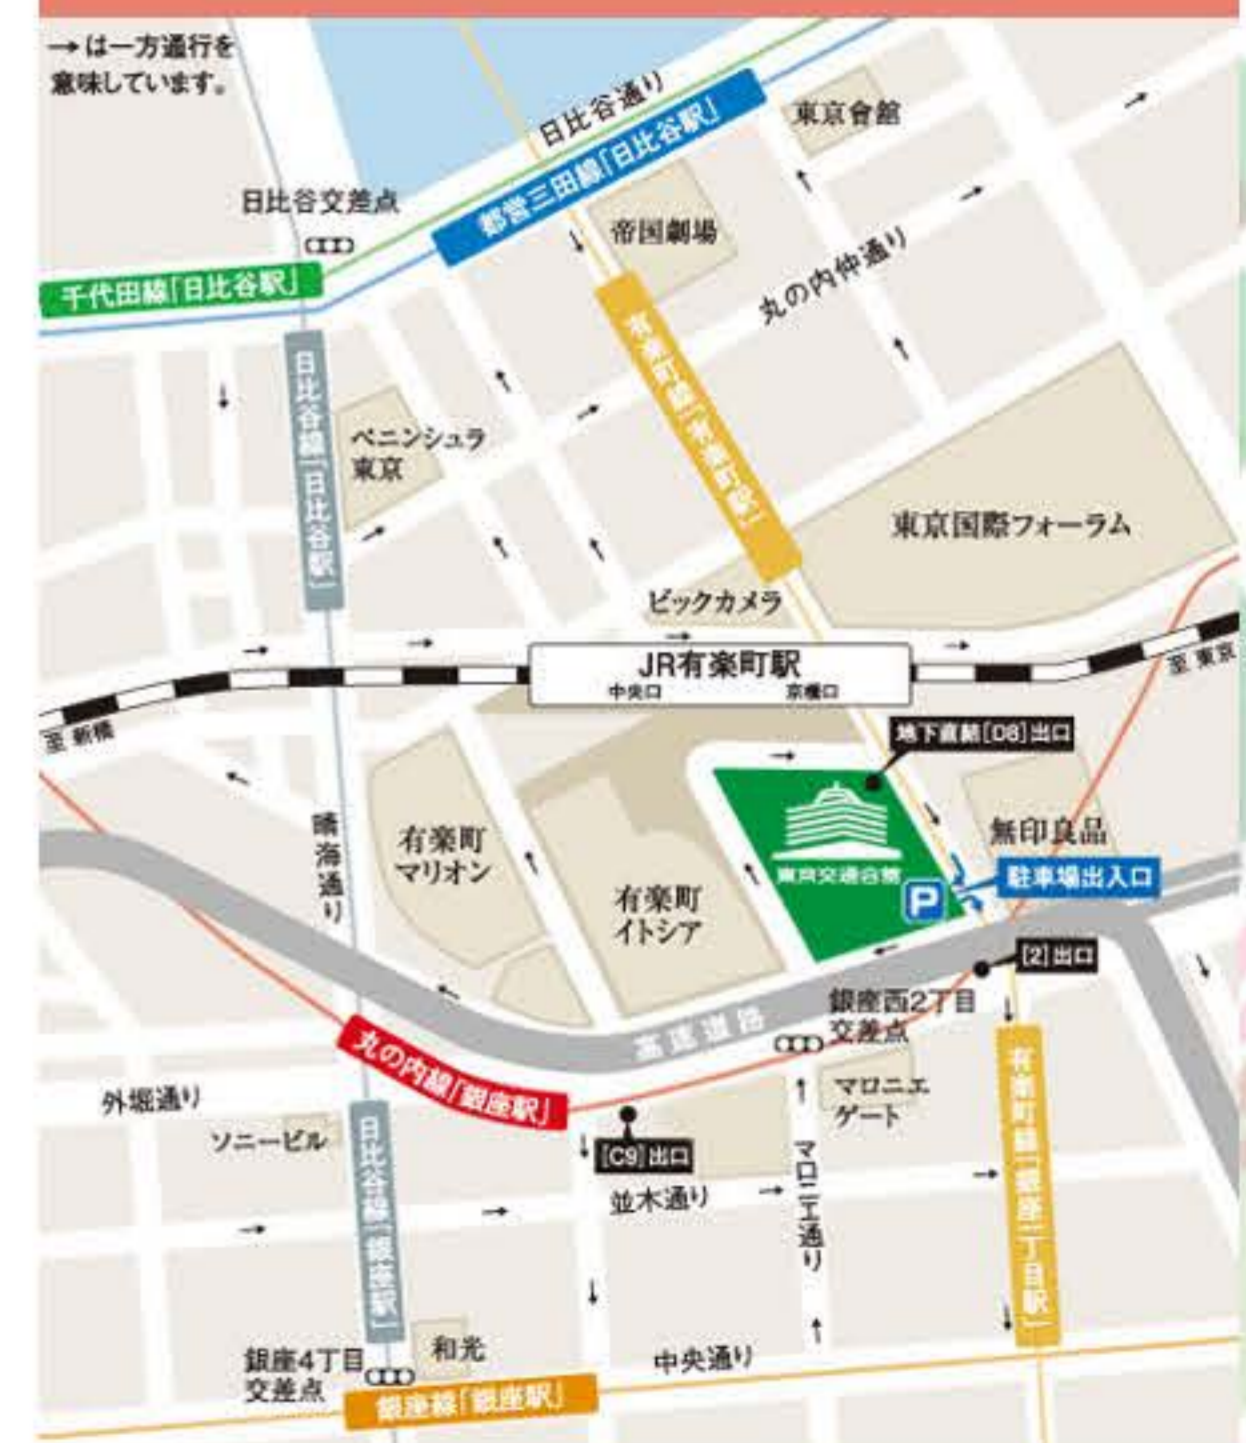 →は一方通行を
意味しています。
日比谷通り
東京會舘
都営三田線「日比谷駅」
日比谷交差点
帝国劇場
千代田線「日比谷駅」
丸の内仲通り
有楽町線「有楽町駅」
日比谷線「日比谷駅」
ペニンシュラ
東京
東京国際フォーラム
ビックカメラ
JR有楽町駅
中央口
京橋口
至 東京
至 新橋
地下直結[D8]出口
晴海通り
有楽町
マリオン
無印良品
東京交通会館
P
駐車場出入口
有楽町
イトシア
[2]出口
銀座西2丁目
交差点
高速道路
丸の内線「銀座駅」
外堀通り
マロニエ
ゲート
ソニービル
[C9]出口
並木通り
マロニエ通り
有楽町線「銀座一丁目駅」
日比谷線「銀座駅」
和光
中央通り
銀座4丁目
交差点
銀座線「銀座駅」